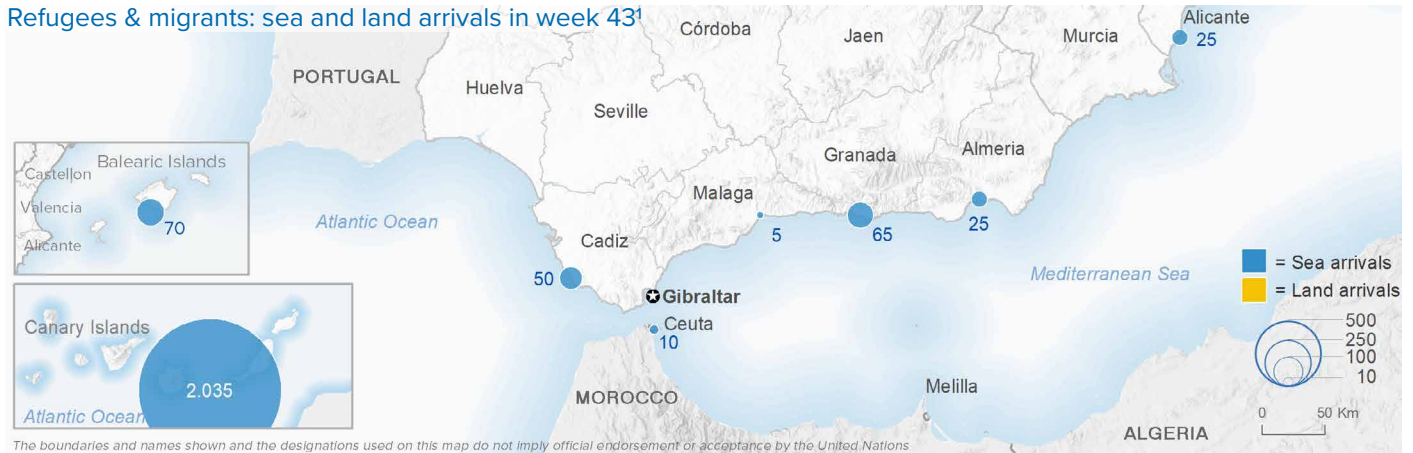 Refugees & migrants: sea and land arrivals in week 43¹
Alicante
25
Córdoba
Jaen
Murcia
PORTUGAL
Huelva
Seville
Granada
Almeria
Balearic Islands
Castellon
Valencia
Alicante
70
Malaga
Atlantic Ocean
5
65
25
Cadiz
50
Mediterranean Sea
= Sea arrivals
= Land arrivals
Gibraltar
Ceuta
10
500
250
100
10
Canary Islands
2.035
Atlantic Ocean
MOROCCO
Melilla
0 50 Km
ALGERIA
The boundaries and names shown and the designations used on this map do not imply official endorsement or acceptance by the United Nations